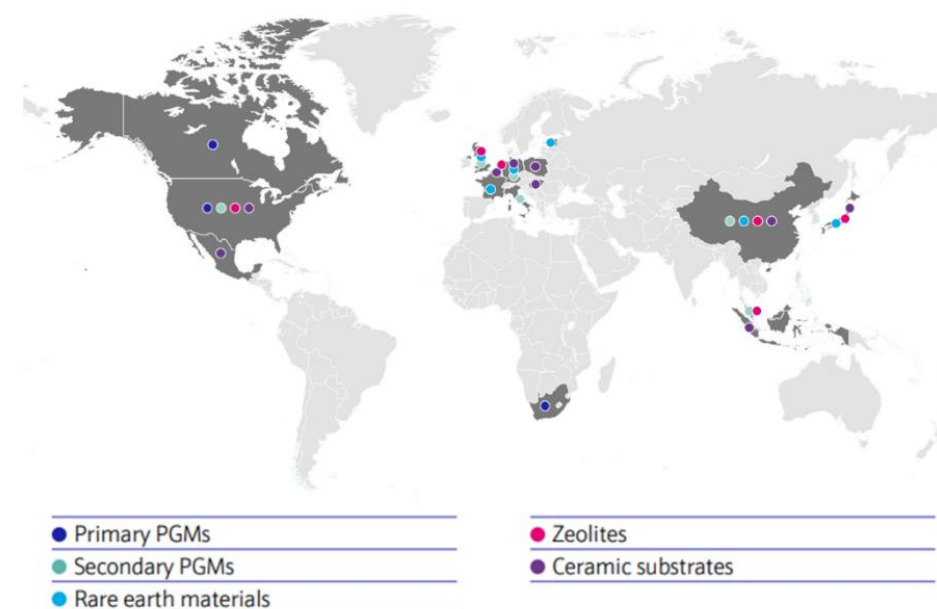 Primary PGMs
Secondary PGMs
Rare earth materials
Zeolites
Ceramic substrates